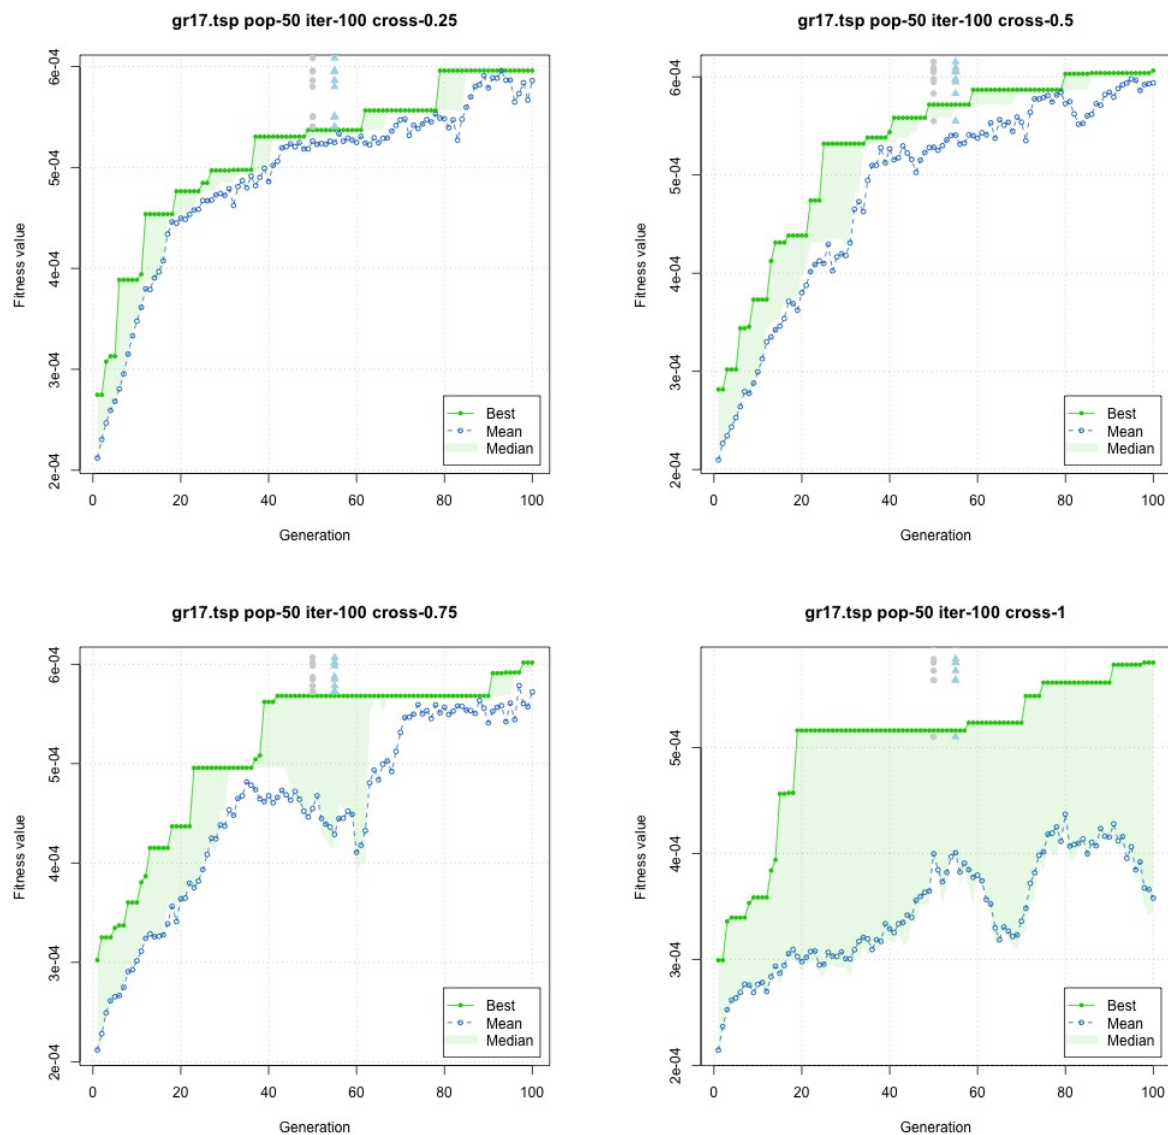 gr17.tsp pop-50 iter-100 cross-0.25
6e-04
5e-04
4e-04
3e-04
2e-04
Fitness value
Best
Mean
Median
0 20 40 60 80 100
Generation
gr17.tsp pop-50 iter-100 cross-0.5
6e-04
5e-04
4e-04
3e-04
2e-04
Fitness value
Best
Mean
Median
0 20 40 60 80 100
Generation
gr17.tsp pop-50 iter-100 cross-0.75
6e-04
5e-04
4e-04
3e-04
2e-04
Fitness value
Best
Mean
Median
0 20 40 60 80 100
Generation
gr17.tsp pop-50 iter-100 cross-1
5e-04
4e-04
3e-04
2e-04
Fitness value
Best
Mean
Median
0 20 40 60 80 100
Generation